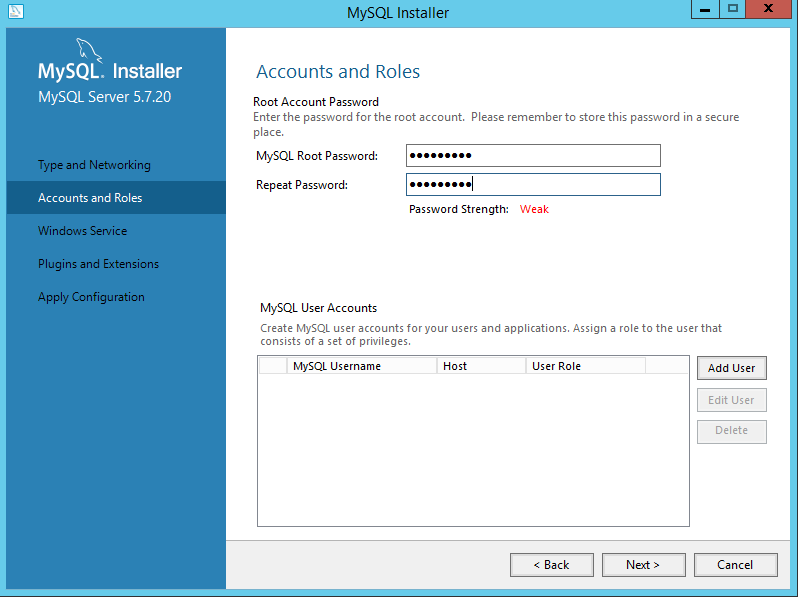 MySQL Installer
MySQL. Installer
MySQL Server 5.7.20
Type and Networking
Accounts and Roles
Windows Service
Plugins and Extensions
Apply Configuration
Accounts and Roles
Root Account Password
Enter the password for the root account.  Please remember to store this password in a secure
place.
MySQL Root Password: ●●●●●●●●●
Repeat Password: ●●●●●●●●●
Password Strength: Weak
MySQL User Accounts
Create MySQL user accounts for your users and applications. Assign a role to the user that
consists of a set of privileges.
MySQL Username Host User Role
Add User
Edit User
Delete
< Back Next > Cancel